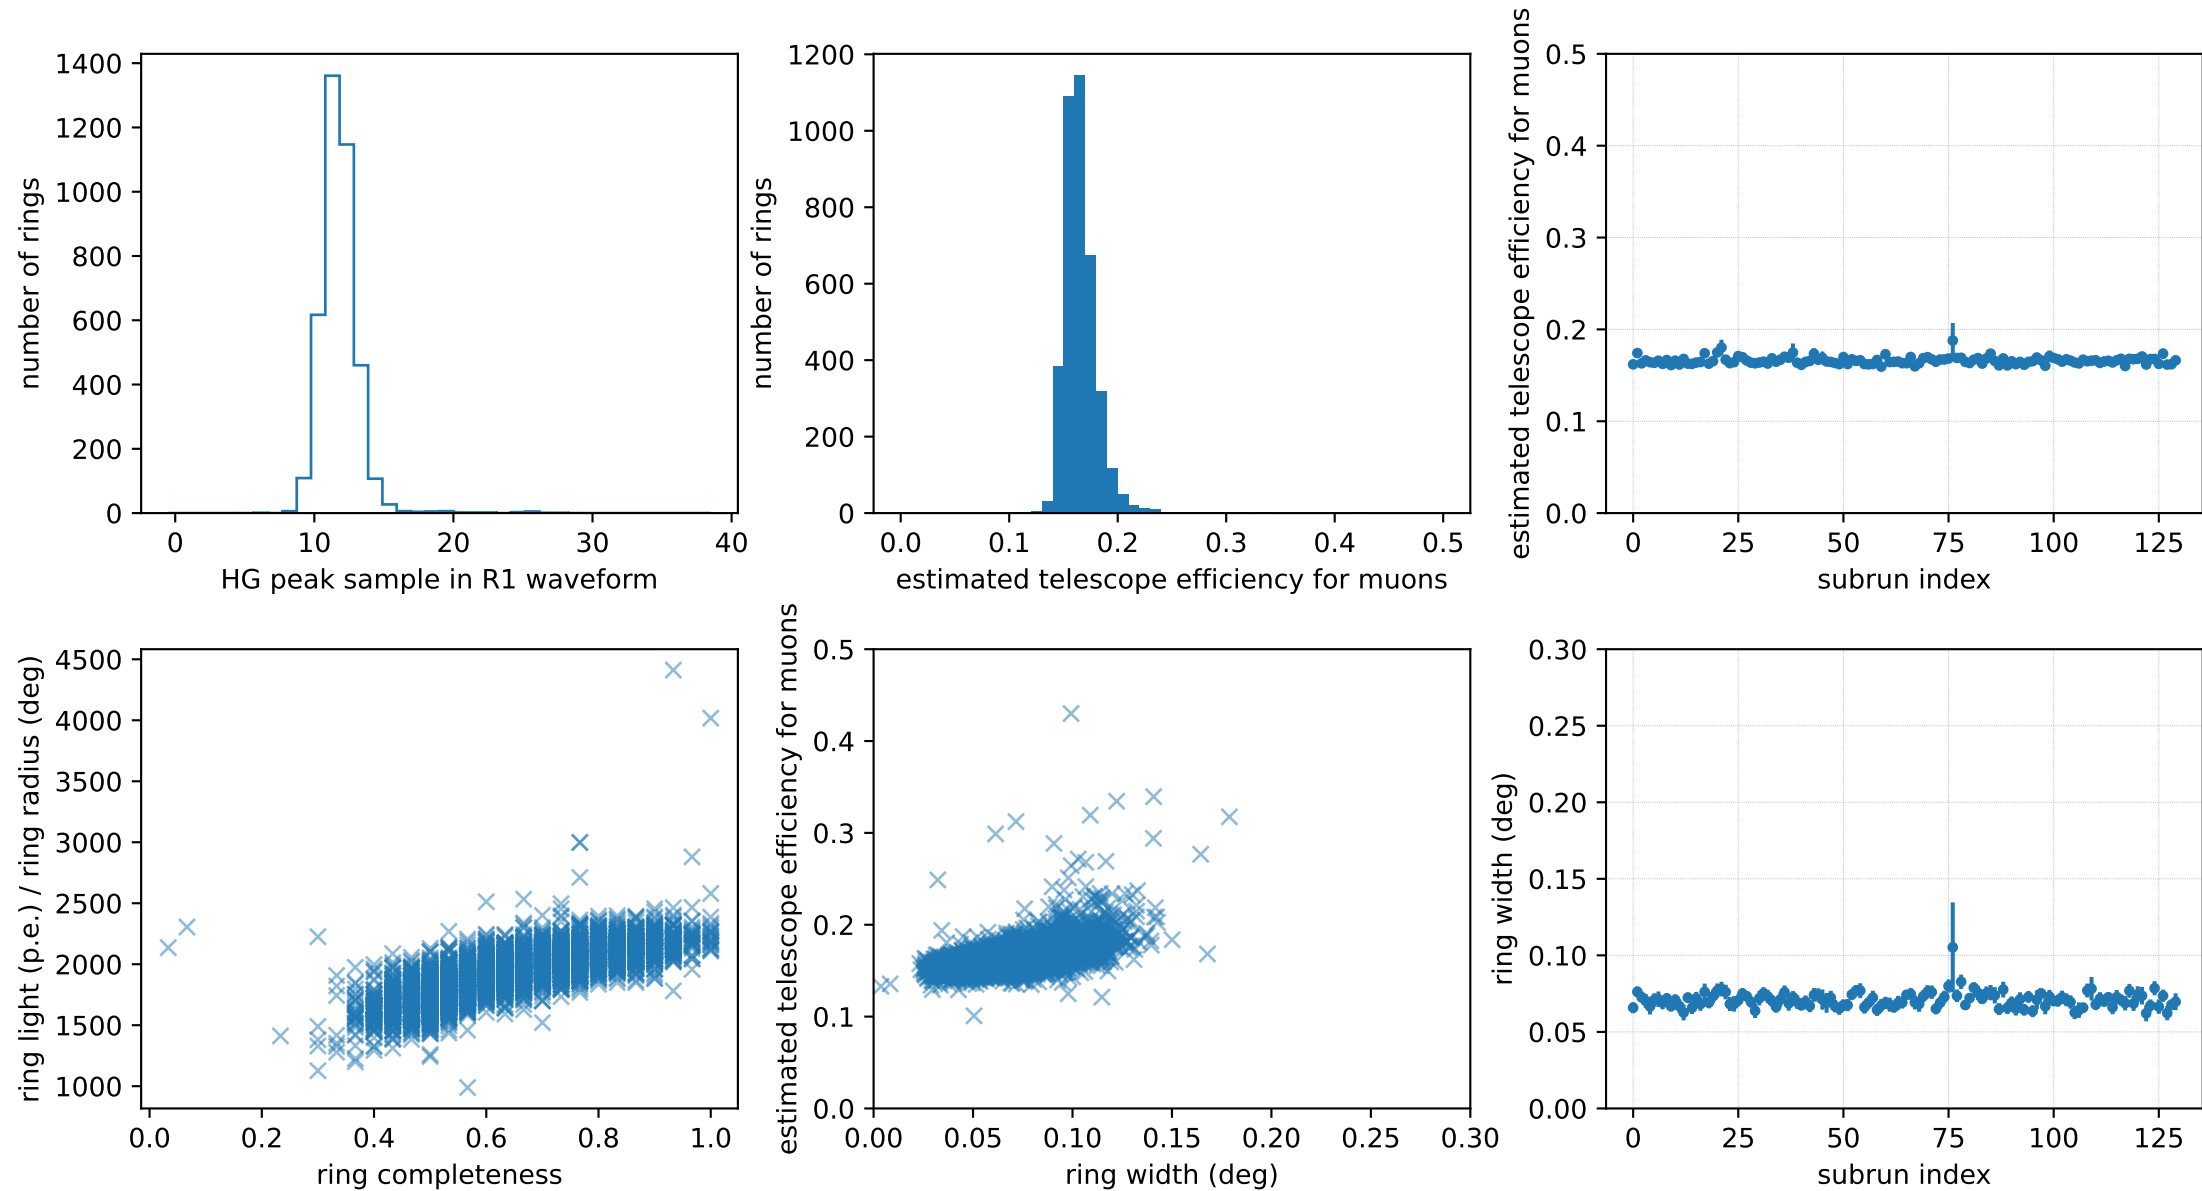 number of rings
1400
1200
1000
800
600
400
200
0
0 10 20 30 40
HG peak sample in R1 waveform
number of rings
1200
1000
800
600
400
200
0
0.0 0.1 0.2 0.3 0.4 0.5
estimated telescope efficiency for muons
estimated telescope efficiency for muons
0.5
0.4
0.3
0.2
0.1
0.0
0 25 50 75 100 125
subrun index
ring light (p.e.) / ring radius (deg)
4500
4000
3500
3000
2500
2000
1500
1000
0.0 0.2 0.4 0.6 0.8 1.0
ring completeness
estimated telescope efficiency for muons
0.5
0.4
0.3
0.2
0.1
0.0
0.00 0.05 0.10 0.15 0.20 0.25 0.30
ring width (deg)
ring width (deg)
0.30
0.25
0.20
0.15
0.10
0.05
0.00
0 25 50 75 100 125
subrun index